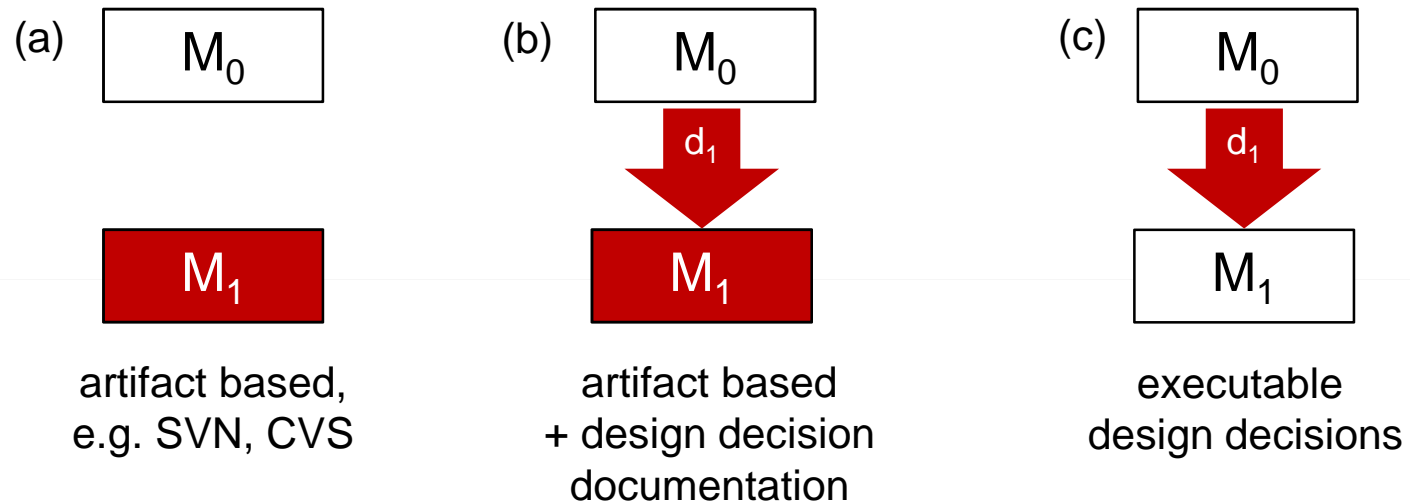 (a)
M₀
M₁
artifact based,
e.g. SVN, CVS
(b)
M₀
d₁
M₁
artifact based
+ design decision
documentation
(c)
M₀
d₁
M₁
executable
design decisions